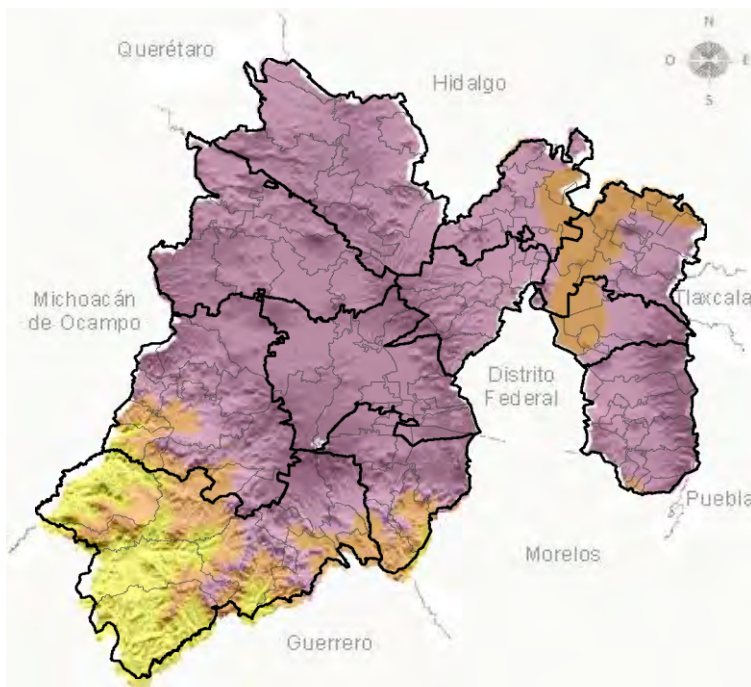 Querétaro
Hidalgo
N
O E
S
Michoacán
de Ocampo
Tlaxcala
Distrito
Federal
Puebla
Morelos
Guerrero